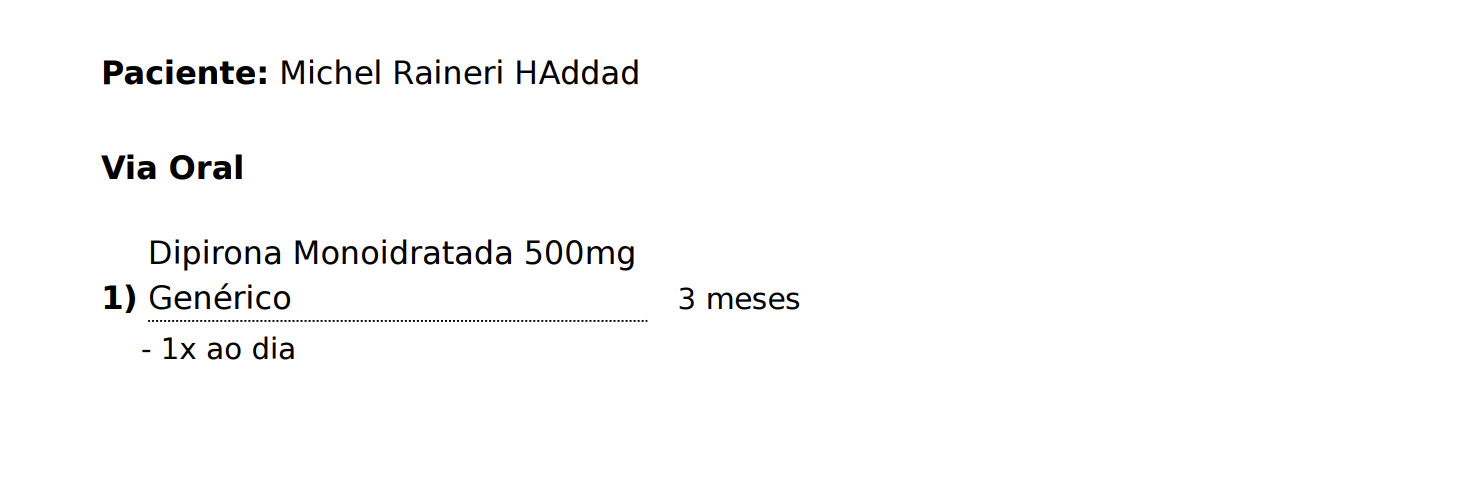 Paciente: Michel Raineri HAddad
Via Oral
Dipirona Monoidratada 500mg
1) Genérico 3 meses
- 1x ao dia